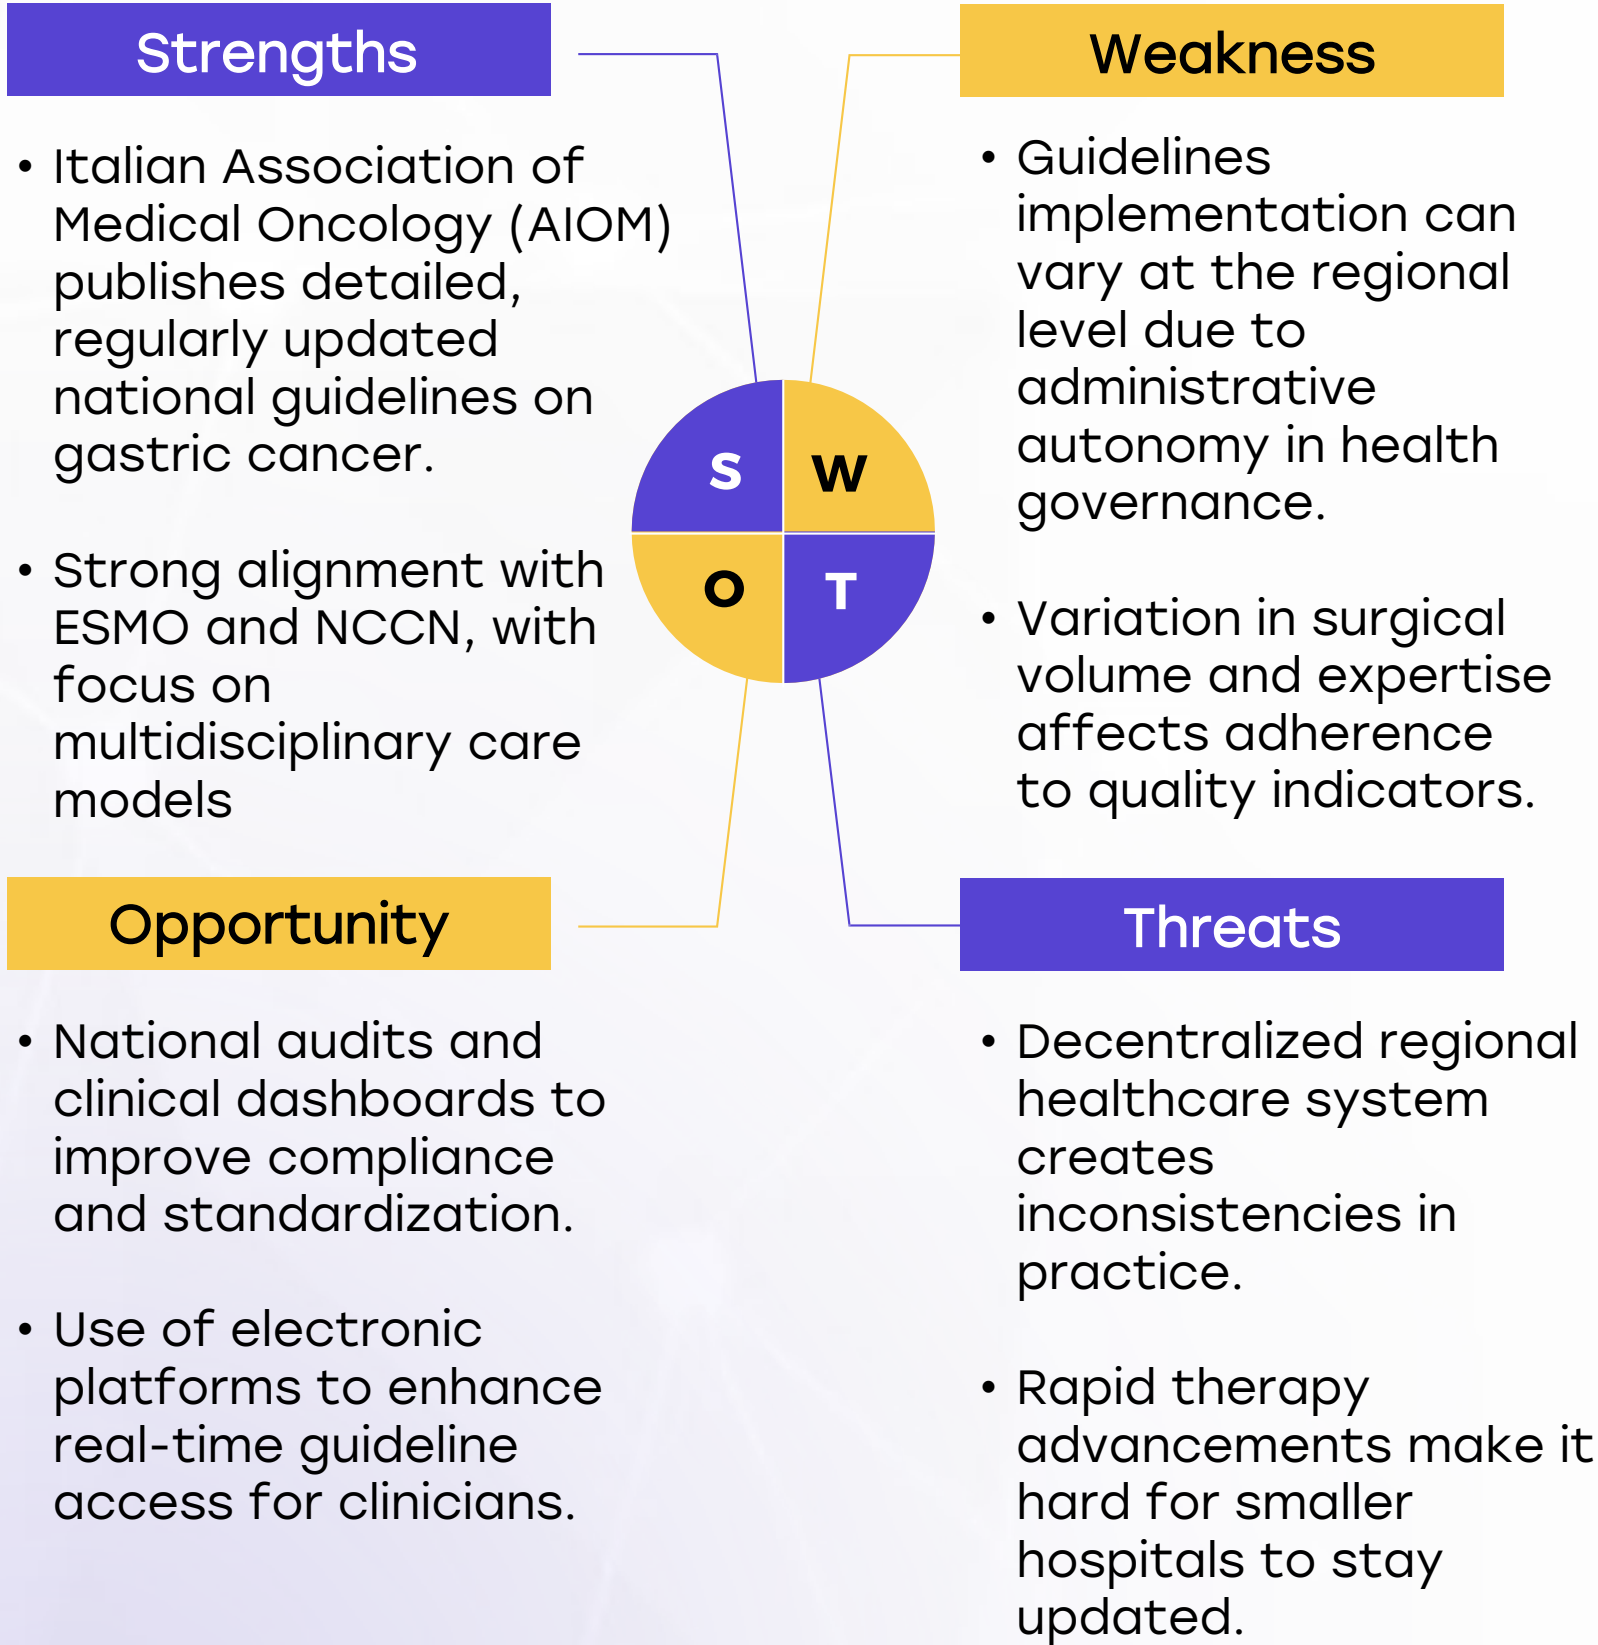 Strengths
• Italian Association of
Medical Oncology (AIOM)
publishes detailed,
regularly updated
national guidelines on
gastric cancer.
• Strong alignment with
ESMO and NCCN, with
focus on
multidisciplinary care
models
Weakness
• Guidelines
implementation can
vary at the regional
level due to
administrative
autonomy in health
governance.
• Variation in surgical
volume and expertise
affects adherence
to quality indicators.
S
W
O
T
Opportunity
• National audits and
clinical dashboards to
improve compliance
and standardization.
• Use of electronic
platforms to enhance
real-time guideline
access for clinicians.
Threats
• Decentralized regional
healthcare system
creates
inconsistencies in
practice.
• Rapid therapy
advancements make it
hard for smaller
hospitals to stay
updated.